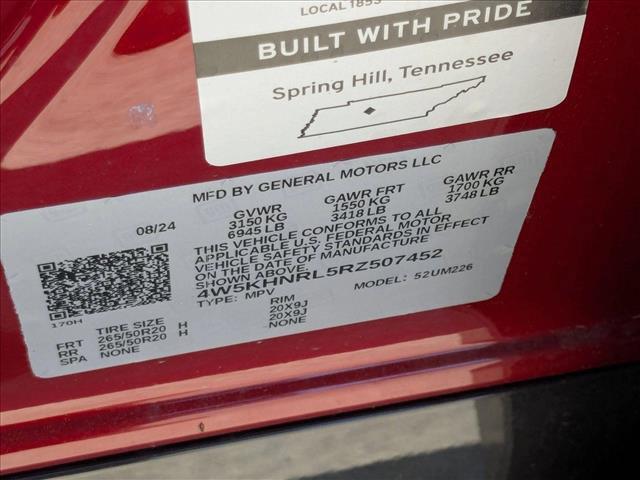 LOCAL 1853
BUILT WITH PRIDE
Spring Hill, Tennessee
MFD BY GENERAL MOTORS LLC
08/24
GVWR
3150 KG
6945 LB
GAWR FRT
1550 KG
3418 LB
GAWR RR
1700 KG
3748 LB
THIS VEHICLE CONFORMS TO ALL
APPLICABLE U.S. FEDERAL MOTOR
VEHICLE SAFETY STANDARDS IN EFFECT
ON THE DATE OF MANUFACTURE
SHOWN ABOVE.
4W5KHNRL5RZ507452
TYPE: MPV MODEL: 52UM226
170H
TIRE SIZE RIM
FRT 265/50R20 H 20X9J
RR 265/50R20 H 20X9J
SPA NONE NONE